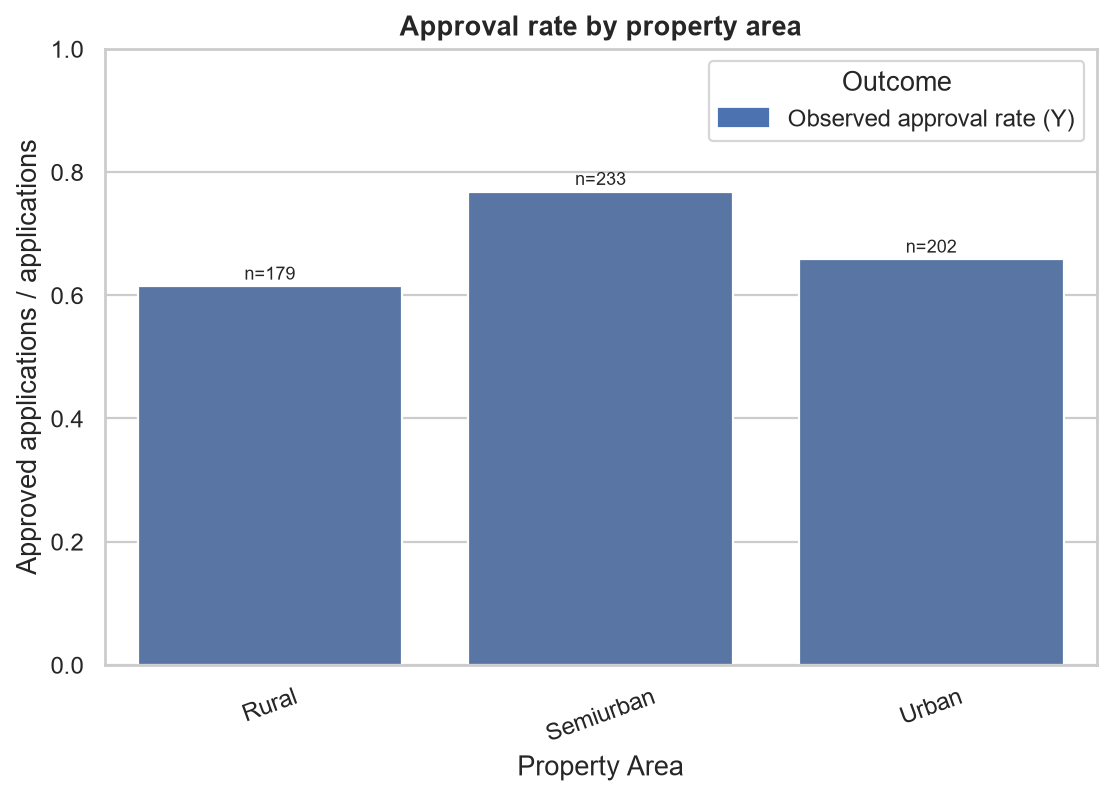 Approval rate by property area
Outcome
Observed approval rate (Y)
Approved applications / applications
1.0
0.8
0.6
0.4
0.2
0.0
n=179
n=233
n=202
Rural
Semiurban
Urban
Property Area